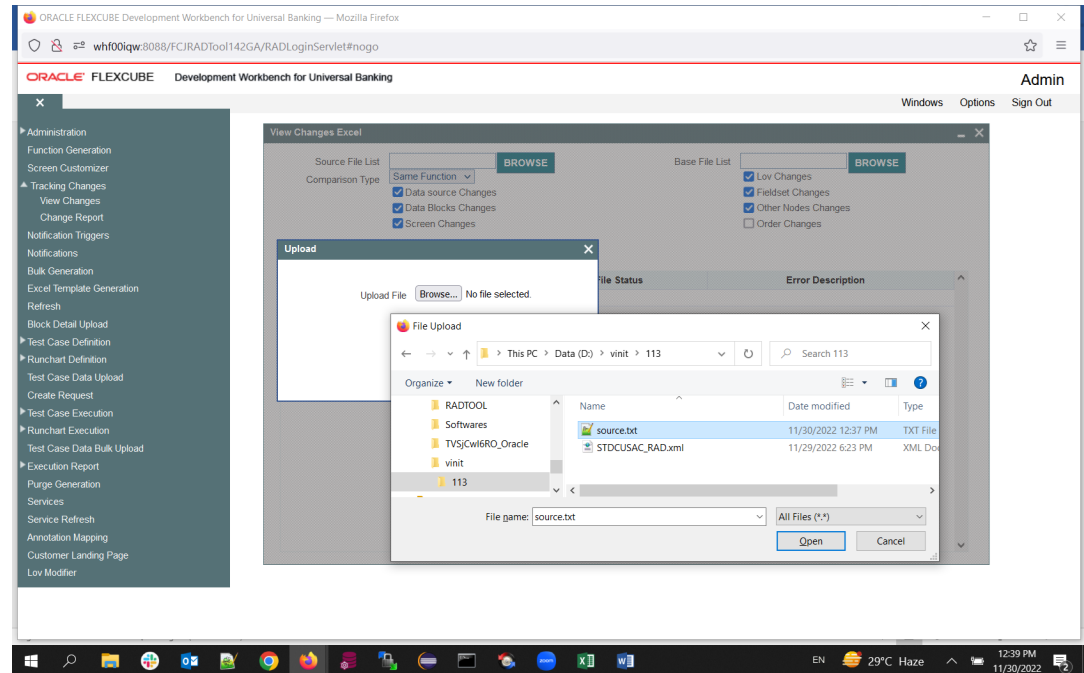 ORACLE FLEXCUBE Development Workbench for Universal Banking — Mozilla Firefox
whf00iqw:8088/FCJRADTool142GA/RADLoginServlet#nogo
ORACLE FLEXCUBE Development Workbench for Universal Banking
Admin
Windows Options Sign Out
Administration
Function Generation
Screen Customizer
Tracking Changes
View Changes
Change Report
Notification Triggers
Notifications
Bulk Generation
Excel Template Generation
Refresh
Block Detail Upload
Test Case Definition
Runchart Definition
Test Case Data Upload
Create Request
Test Case Execution
Runchart Execution
Test Case Data Bulk Upload
Execution Report
Purge Generation
Services
Service Refresh
Annotation Mapping
Customer Landing Page
Lov Modifier
View Changes Excel
Source File List BROWSE Base File List BROWSE
Comparison Type Same Function Lov Changes
Data source Changes Fieldset Changes
Data Blocks Changes Other Nodes Changes
Screen Changes Order Changes
File Status Error Description
Upload
Upload File Browse... No file selected.
File Upload
This PC > Data (D:) > vinit > 113 Search 113
Organize New folder
RADTOOL
Softwares
TVSjCwI6RO_Oracle
vinit
113
Name Date modified Type
source.txt 11/30/2022 12:37 PM TXT File
STDCUSAC_RAD.xml 11/29/2022 6:23 PM XML Do
File name: source.txt All Files (*.*)
Open Cancel
zoom
EN 29°C Haze 12:39 PM
11/30/2022
2